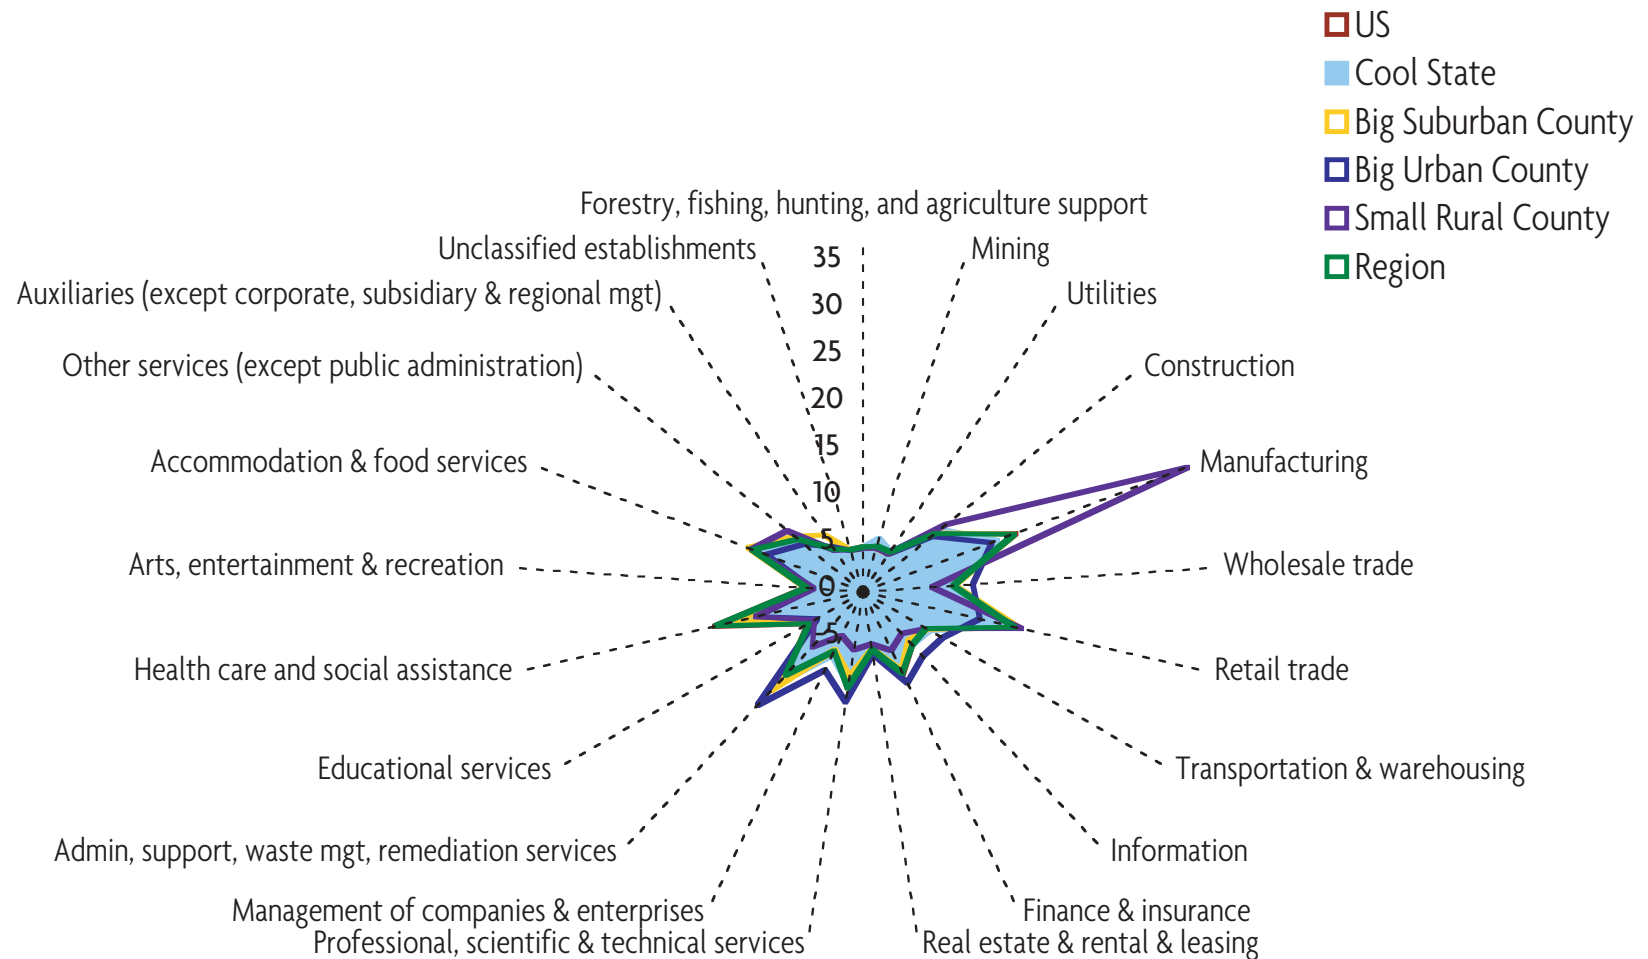 US
Cool State
Big Suburban County
Big Urban County
Small Rural County
Region
Forestry, fishing, hunting, and agriculture support
Unclassified establishments
Mining
Auxiliaries (except corporate, subsidiary & regional mgt)
Utilities
Other services (except public administration)
Construction
Accommodation & food services
Manufacturing
Arts, entertainment & recreation
Wholesale trade
Health care and social assistance
Retail trade
Educational services
Transportation & warehousing
Admin, support, waste mgt, remediation services
Information
Management of companies & enterprises
Finance & insurance
Professional, scientific & technical services
Real estate & rental & leasing
35
30
25
20
15
10
5
0
-5